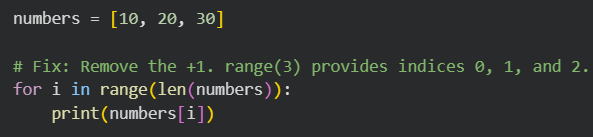 numbers = [10, 20, 30]
# Fix: Remove the +1. range(3) provides indices 0, 1, and 2.
for i in range(len(numbers)):
    print(numbers[i])